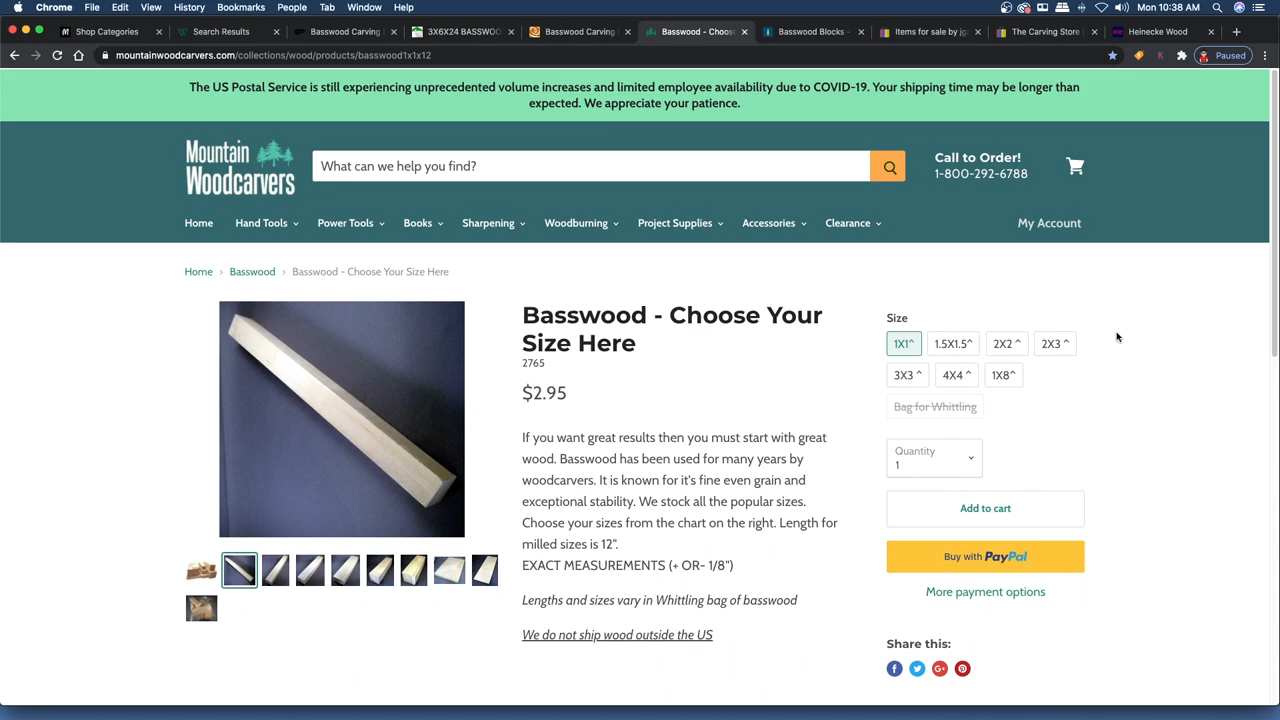 Chrome File Edit View History Bookmarks People Tab Window Help Mon 10:38 AM
Shop Categories Search Results Basswood Carving 3X6X24 BASSWO Basswood Carving Basswood - Choos Basswood Blocks - Items for sale by jg The Carving Store Heinecke Wood
mountainwoodcarvers.com/collections/wood/products/basswood1x1x12 Paused
The US Postal Service is still experiencing unprecedented volume increases and limited employee availability due to COVID-19. Your shipping time may be longer than
expected. We appreciate your patience.
Mountain
Woodcarvers
What can we help you find?
Call to Order!
1-800-292-6788
Home Hand Tools Power Tools Books Sharpening Woodburning Project Supplies Accessories Clearance My Account
Home › Basswood › Basswood - Choose Your Size Here
Basswood - Choose Your
Size Here
2765
$2.95
If you want great results then you must start with great
wood. Basswood has been used for many years by
woodcarvers. It is known for it's fine even grain and
exceptional stability. We stock all the popular sizes.
Choose your sizes from the chart on the right. Length for
milled sizes is 12".
EXACT MEASUREMENTS (+ OR- 1/8")
Lengths and sizes vary in Whittling bag of basswood
We do not ship wood outside the US
Size
1X1^ 1.5X1.5^ 2X2 ^ 2X3 ^
3X3 ^ 4X4 ^ 1X8^
Bag for Whittling
Quantity
1
Add to cart
Buy with PayPal
More payment options
Share this: